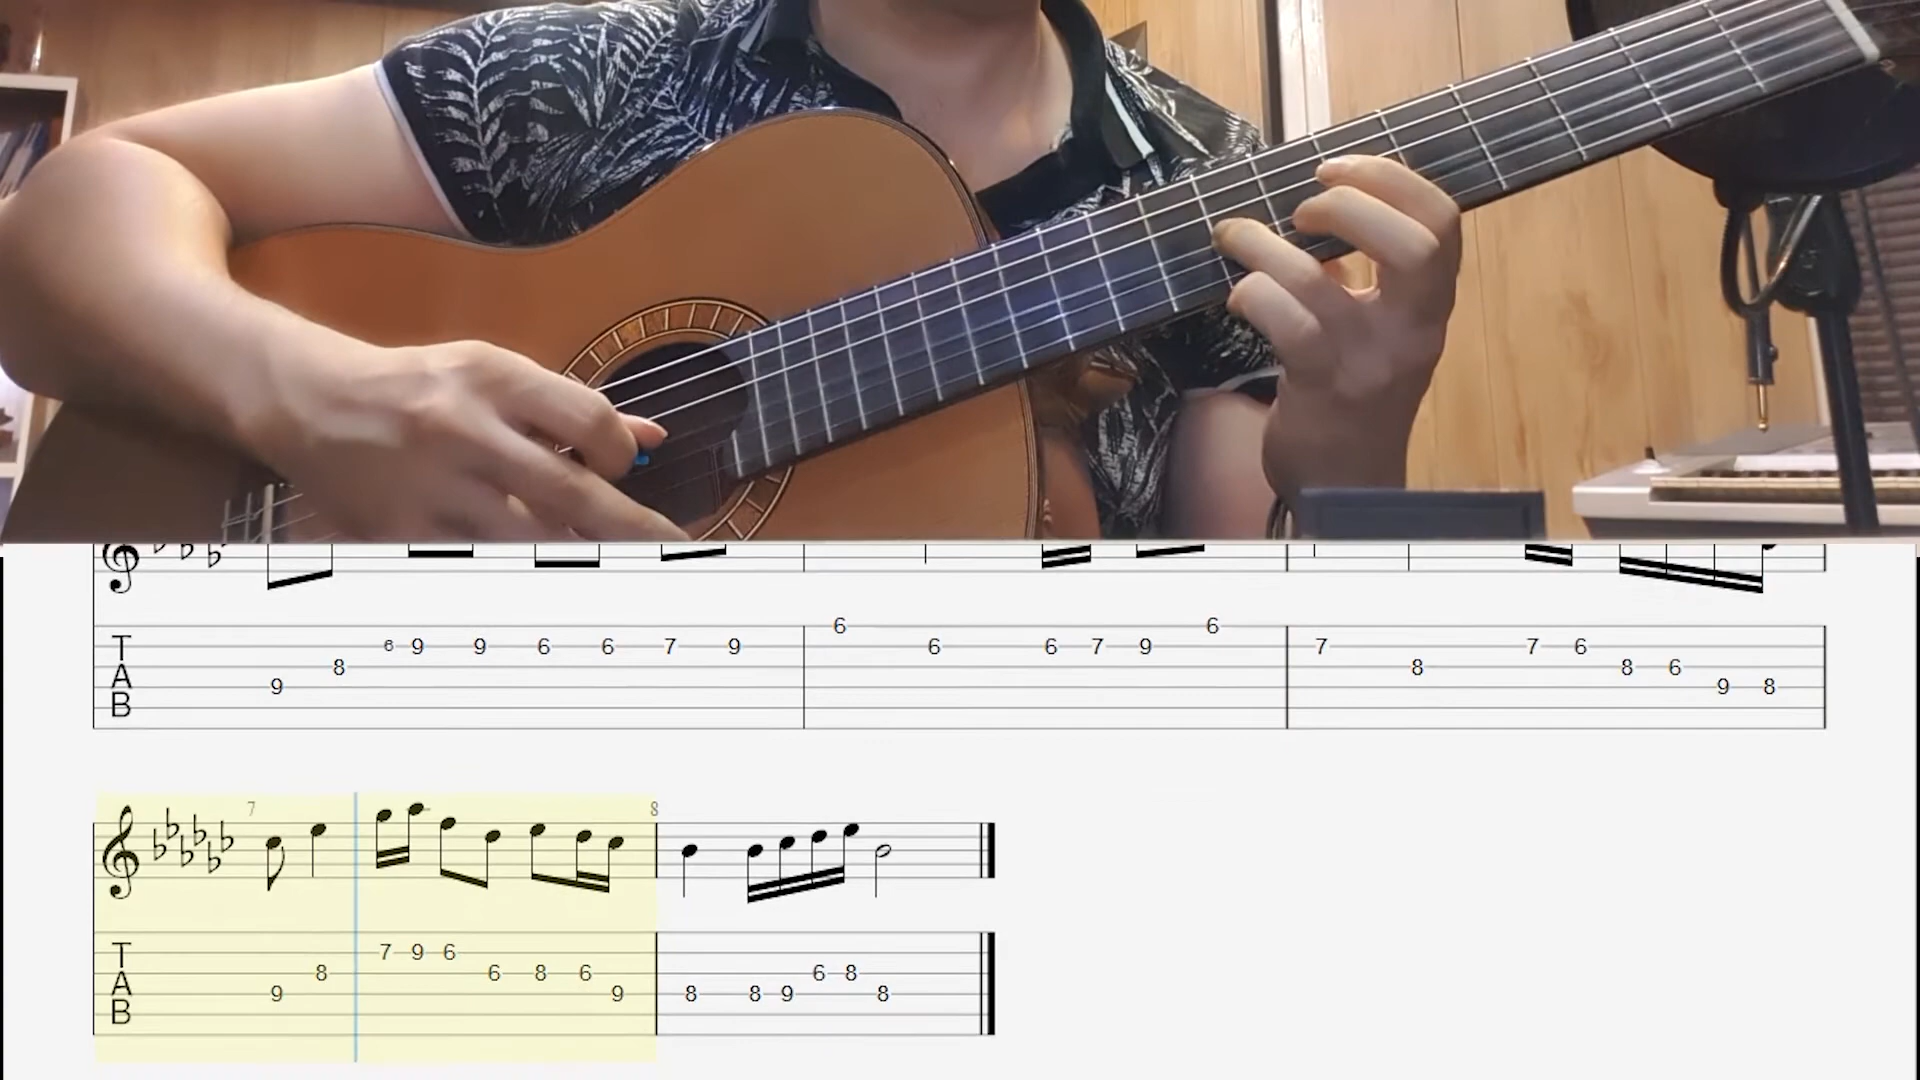 6
6 9 9 6 6 7 9 6 6 7 9 6 7 7 6
T
8 8 8 6
A
9 9 8
B
7 8
7 9 6
T
8 6 8 6 6 8
A
9 9 8 8 9 8
B